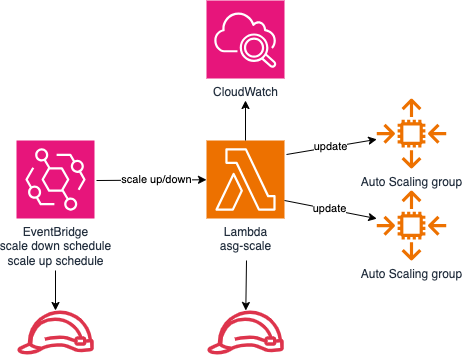 CloudWatch
scale up/down
update
Auto Scaling group
EventBridge
scale down schedule
scale up schedule
Lambda
asg-scale
update
Auto Scaling group